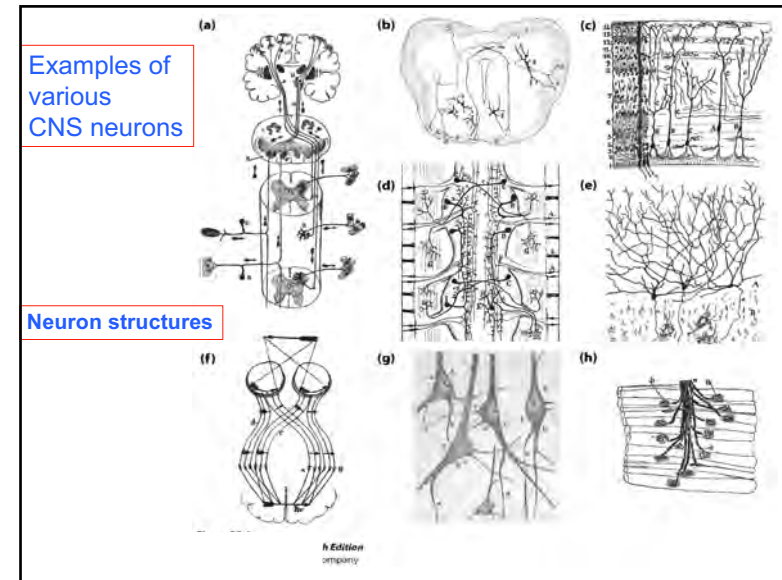 Examples of
various
CNS neurons
Neuron structures
(a)
(b)
(c)
(d)
(e)
(f)
(g)
(h)
h Edition
ompany